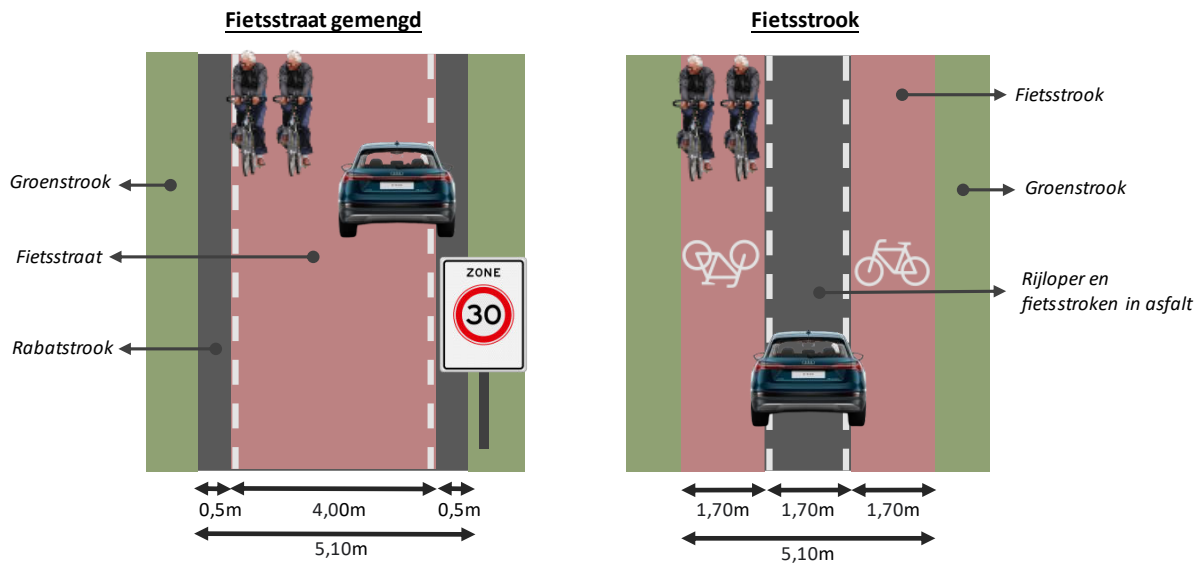 Fietsstraat gemengd
Groenstrook
Fietsstraat
Rabatstrook
ZONE
30
0,5m
4,00m
0,5m
5,10m
Fietsstrook
Fietsstrook
Groenstrook
Rijloper en
fietsstroken in asfalt
1,70m
1,70m
1,70m
5,10m